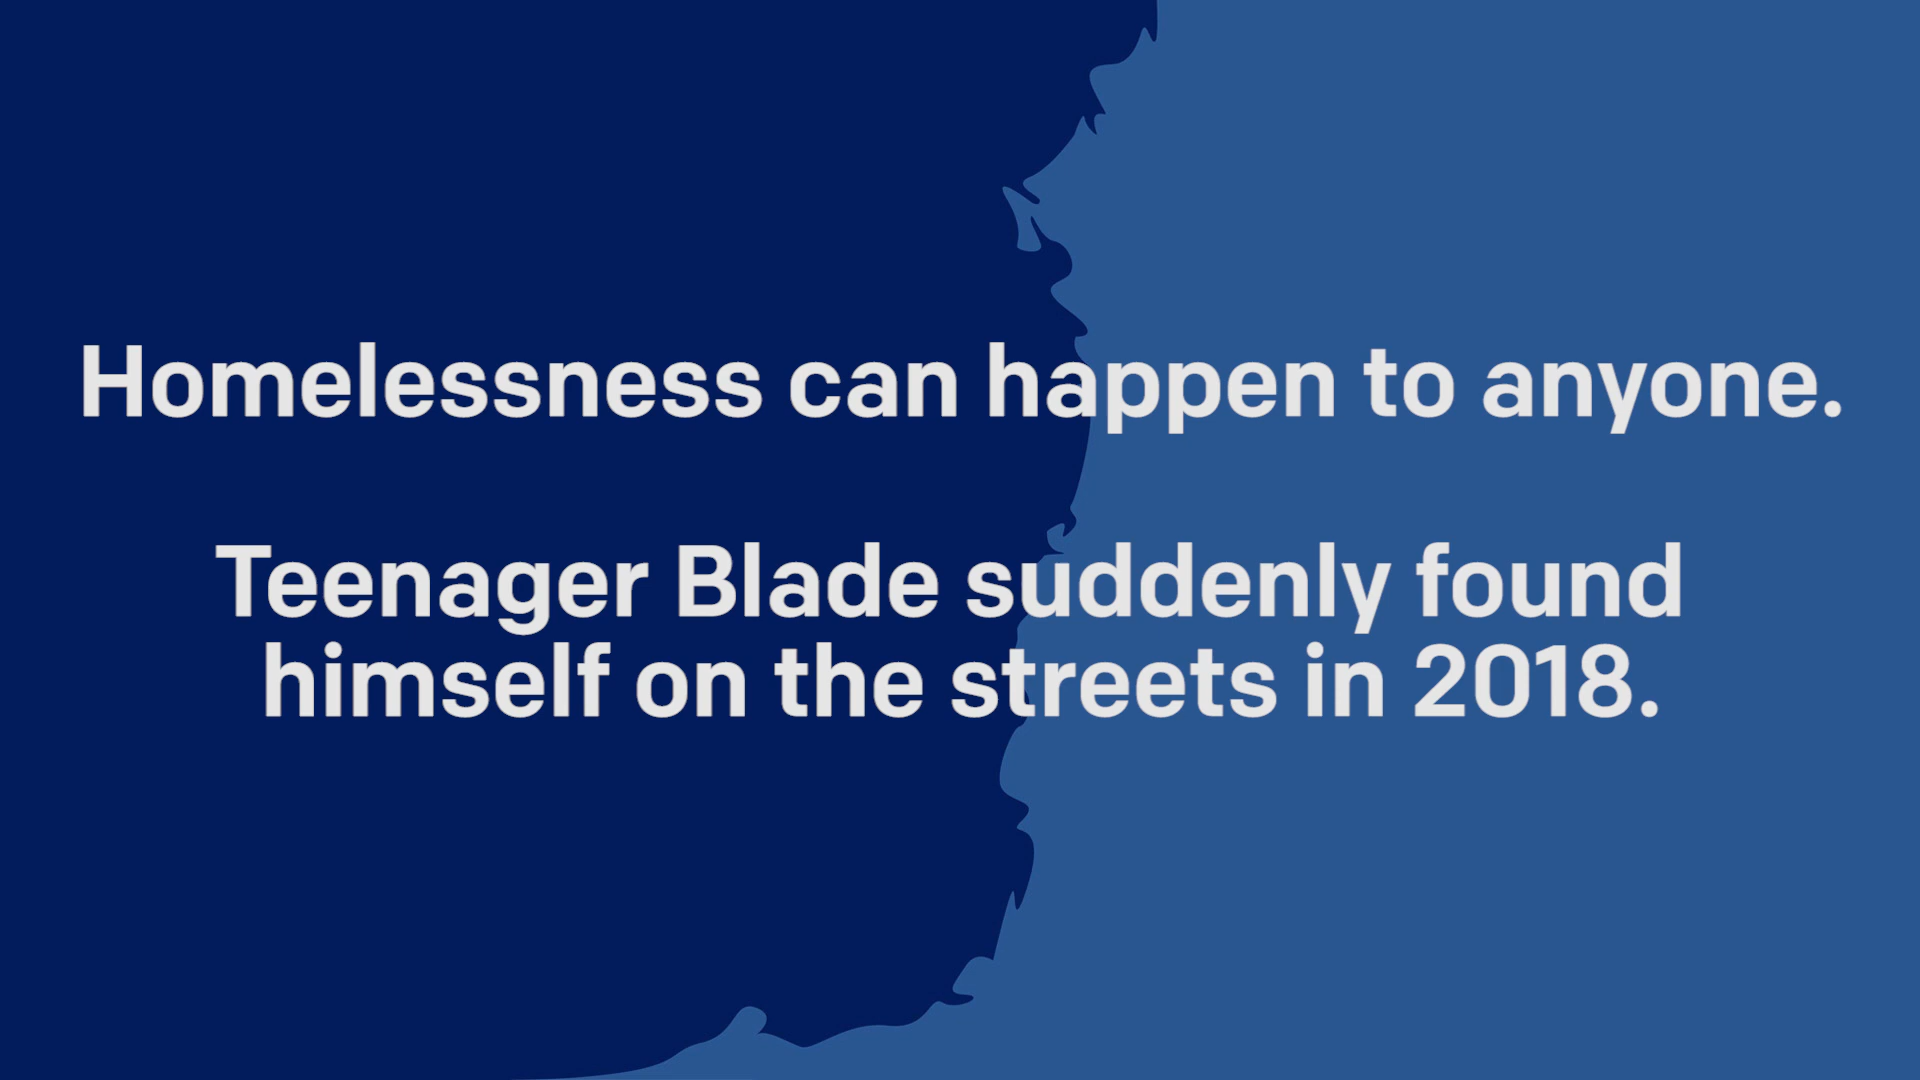 Homelessness can happen to anyone.
Teenager Blade suddenly found
himself on the streets in 2018.